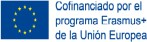 Cofinanciado por el
programa Erasmus+
de la Unión Europea